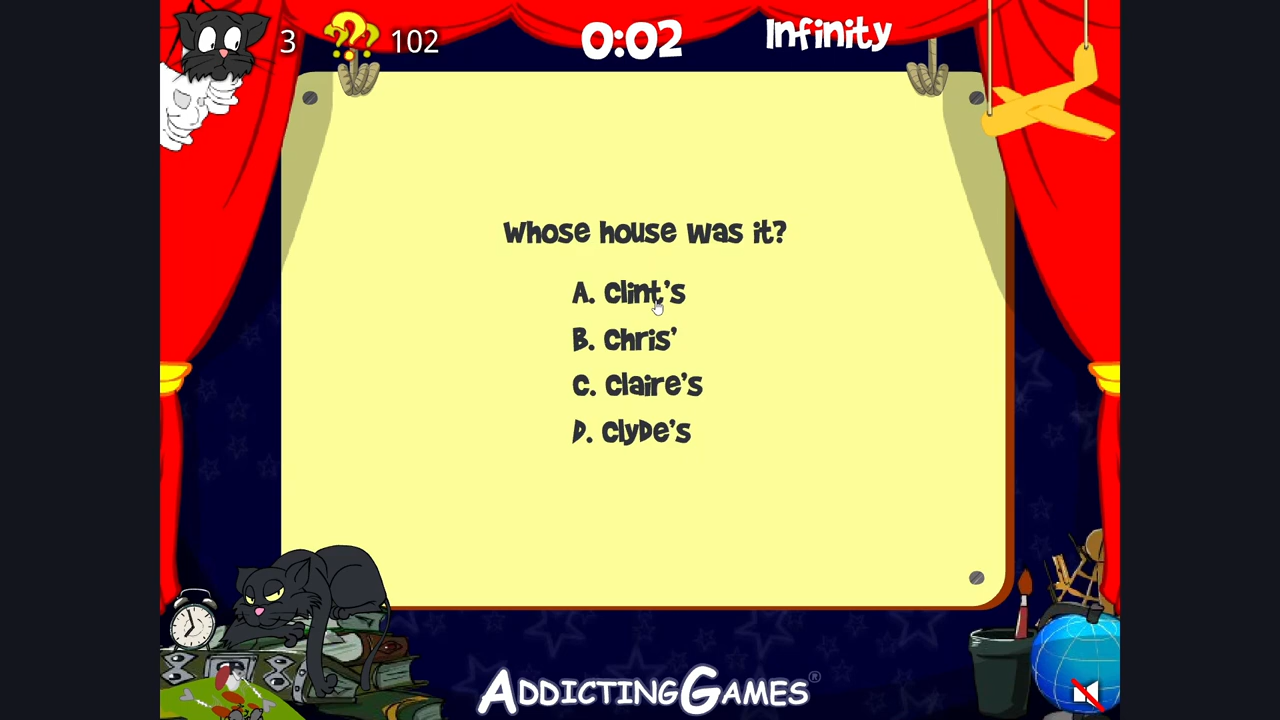 3 ?? 102 0:02 Infinity
Whose house was it?
A. Clint's
B. Chris'
C. Claire's
D. Clyde's
AddictingGames®